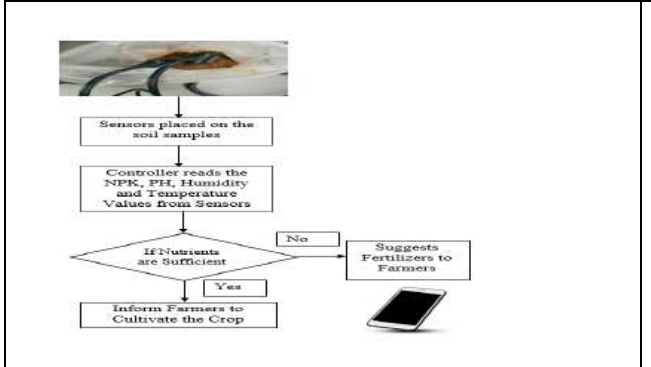 Sensors placed on the
soil samples
Controller reads the
NPK, PH, Humidity
and Temperature
Values from Sensors
If Nutrients
are Sufficient
No
Suggests
Fertilizers to
Farmers
Yes
Inform Farmers to
Cultivate the Crop